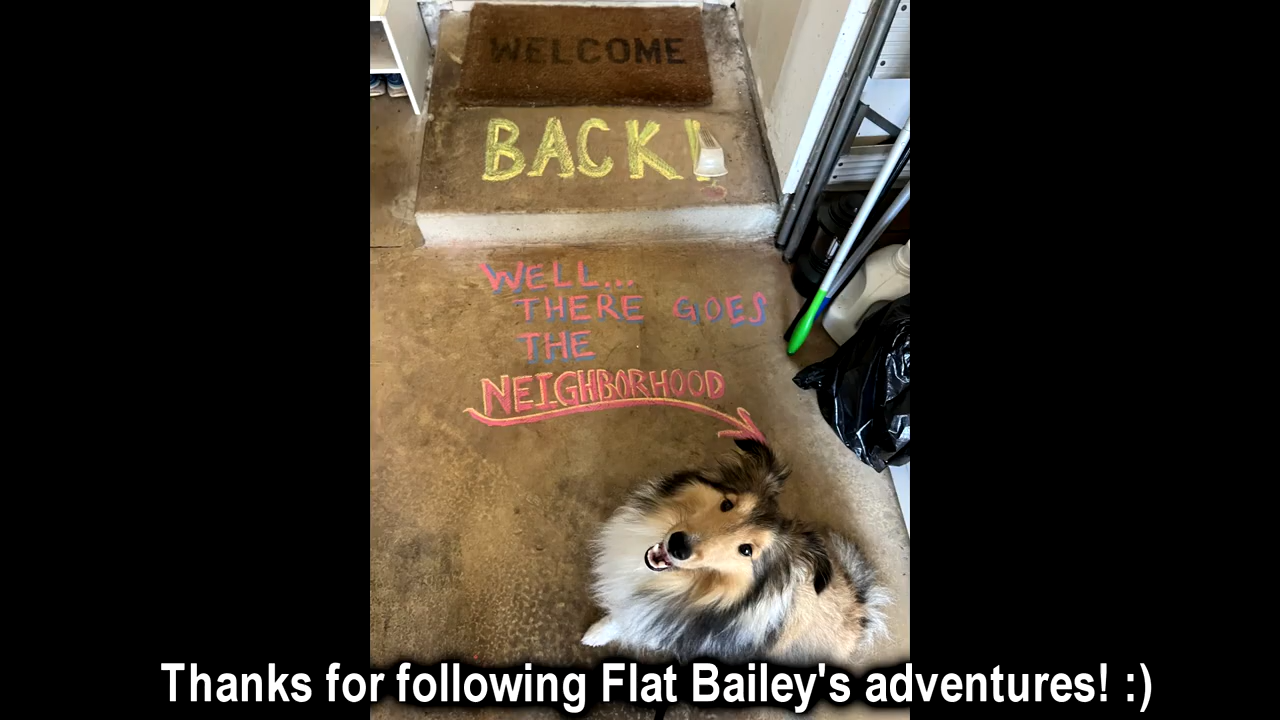 WELCOME
BACK!
WELL...
THERE GOES
THE
NEIGHBORHOOD
Thanks for following Flat Bailey's adventures! :)